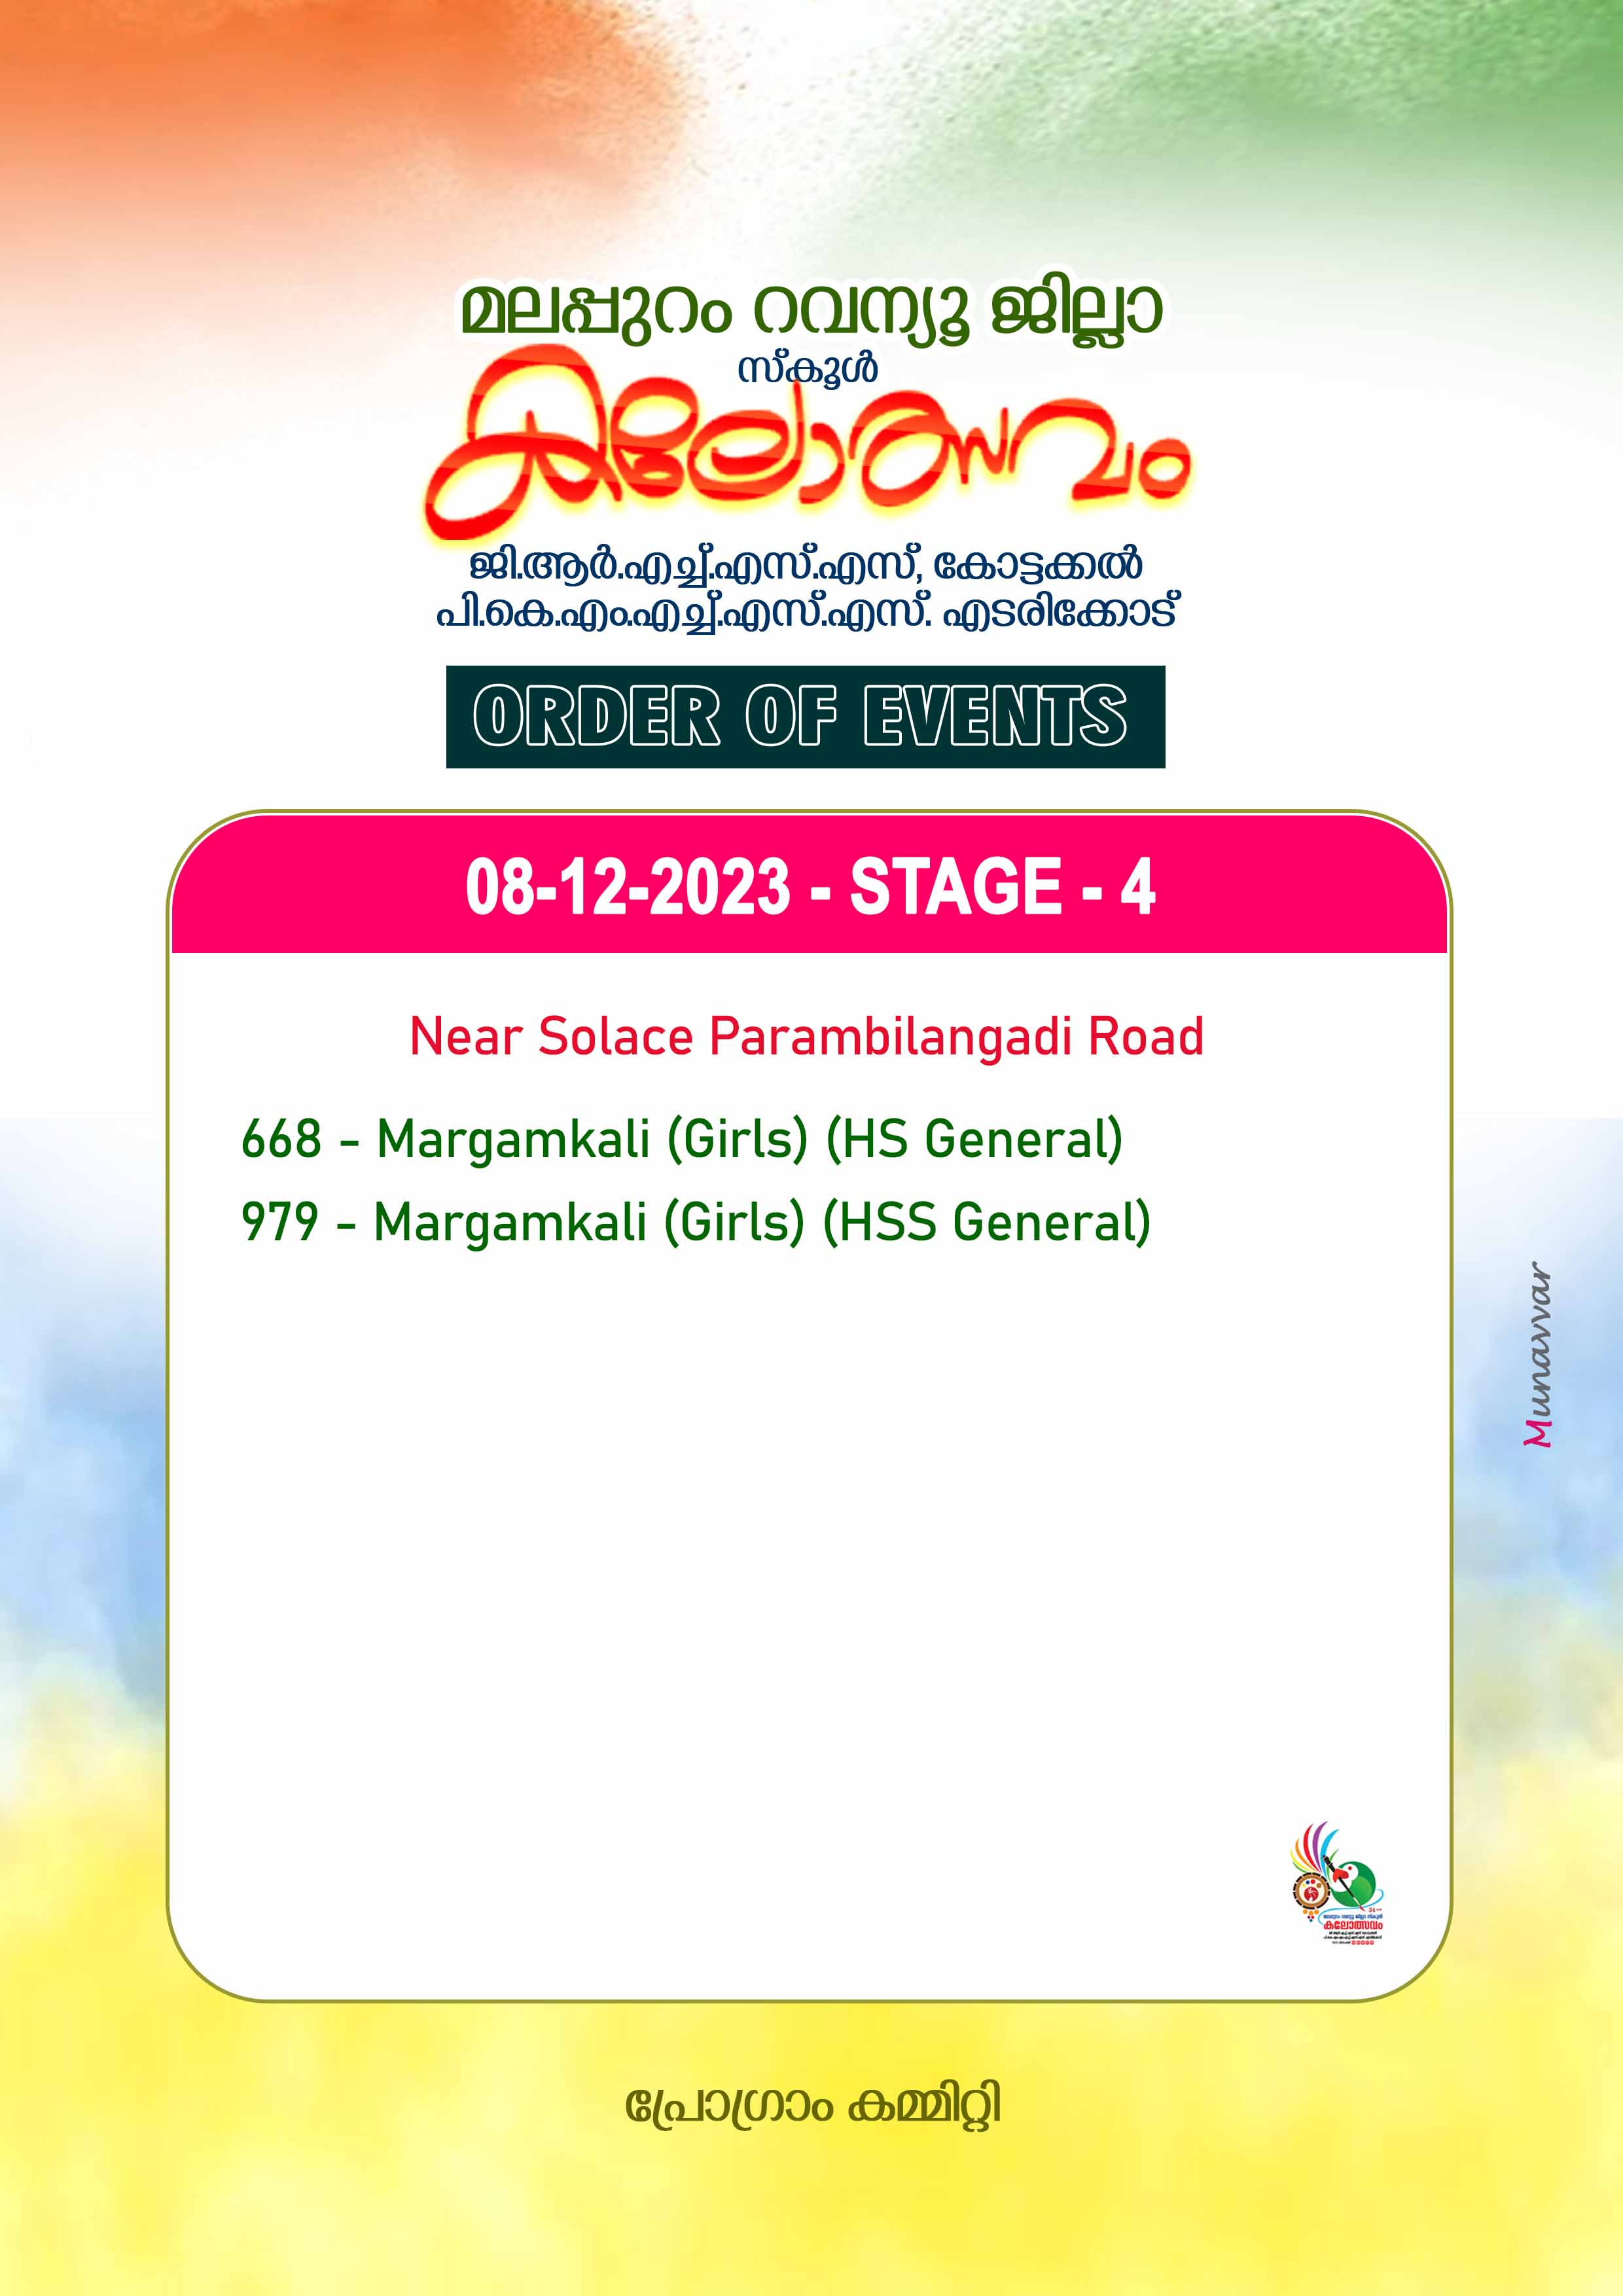 മലപ്പുറം റവന്യൂ ജില്ലാ
സ്കൂൾ
കലോത്സവം
ജി.ആർ.എച്ച്.എസ്.എസ്, കോട്ടക്കൽ
പി.കെ.എം.എച്ച്.എസ്.എസ്. എടരിക്കോട്
ORDER OF EVENTS
08-12-2023 - STAGE - 4
Near Solace Parambilangadi Road
668 - Margamkali (Girls) (HS General)
979 - Margamkali (Girls) (HSS General)
Munavvar
കലോത്സവം
പ്രോഗ്രാം കമ്മിറ്റി